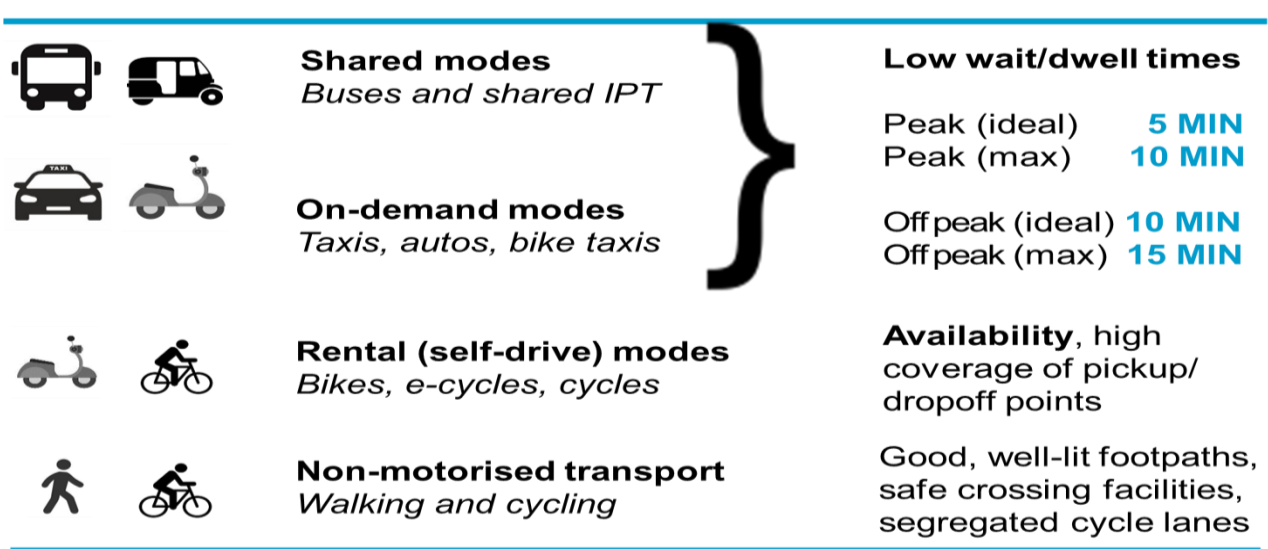 Shared modes
Buses and shared IPT
TAXI
On-demand modes
Taxis, autos, bike taxis
Low wait/dwell times
Peak (ideal) 5 MIN
Peak (max) 10 MIN
Off peak (ideal) 10 MIN
Off peak (max) 15 MIN
Rental (self-drive) modes
Bikes, e-cycles, cycles
Availability, high
coverage of pickup/
dropoff points
Non-motorised transport
Walking and cycling
Good, well-lit footpaths,
safe crossing facilities,
segregated cycle lanes